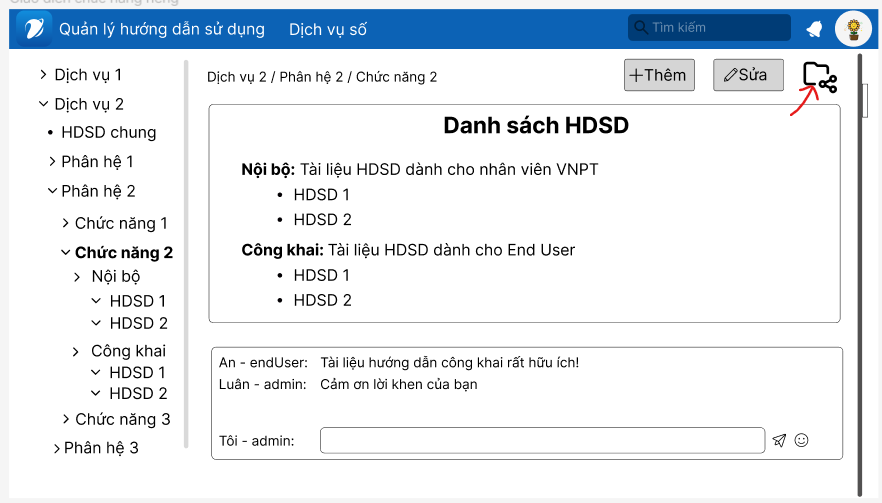 Giao diện chức năng riêng
Quản lý hướng dẫn sử dụng Dịch vụ số Tìm kiếm
Dịch vụ 1
Dịch vụ 2
HDSD chung
Phân hệ 1
Phân hệ 2
Chức năng 1
Chức năng 2
Nội bộ
HDSD 1
HDSD 2
Công khai
HDSD 1
HDSD 2
Chức năng 3
Phân hệ 3
Dịch vụ 2 / Phân hệ 2 / Chức năng 2
Thêm
Sửa
Danh sách HDSD
Nội bộ: Tài liệu HDSD dành cho nhân viên VNPT
HDSD 1
HDSD 2
Công khai: Tài liệu HDSD dành cho End User
HDSD 1
HDSD 2
An - endUser: Tài liệu hướng dẫn công khai rất hữu ích!
Luân - admin: Cảm ơn lời khen của bạn
Tôi - admin: